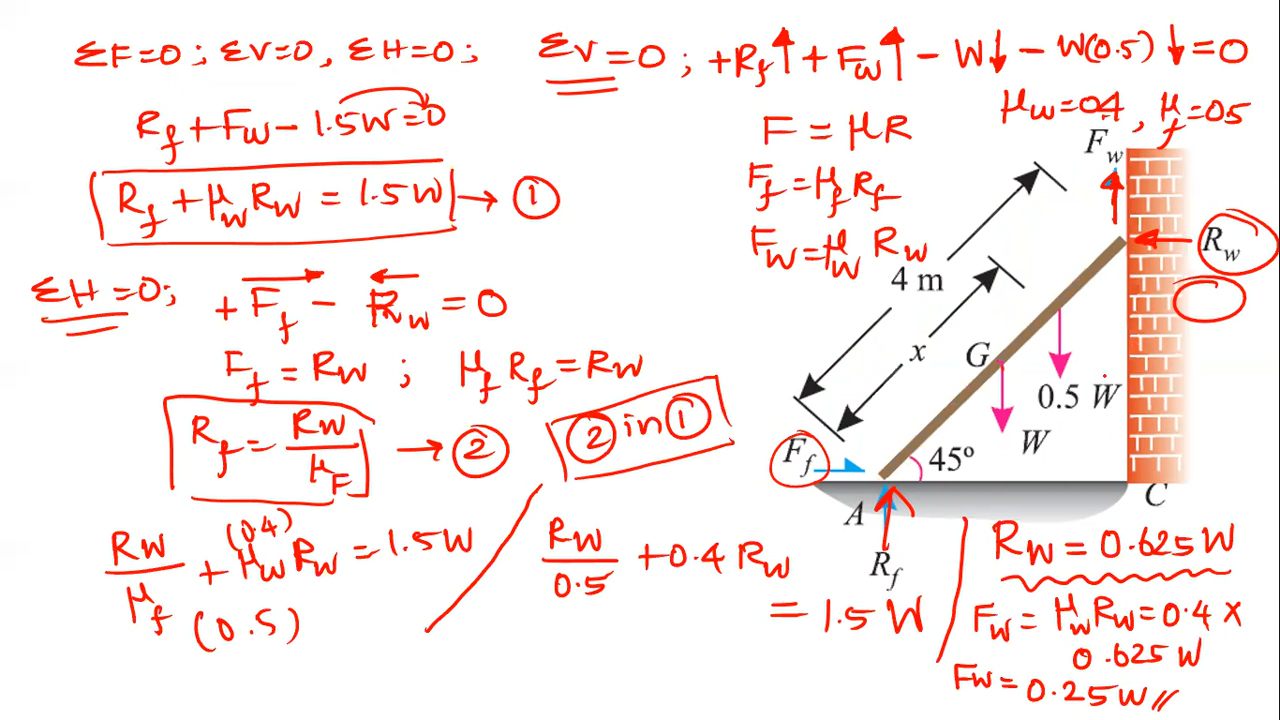 ΣF=0 ; ΣV=0, ΣH=0 ;
ΣV=0 ; +Rf↑ + Fw↑ − W↓ − W(0.5)↓ = 0
Rf + Fw − 1.5W = 0
Rf + μw Rw = 1.5W → ①
ΣH=0; +Ff − Rw = 0
Ff = Rw ; μf Rf = Rw
Rf = Rw/μF → ②
② in ①
Rw/μf + μw Rw = 1.5W
(0.4)
(0.5)
Rw/0.5 + 0.4 Rw
= 1.5W
F = μR
Ff = μf Rf
Fw = μw Rw
μw = 0.4, μf = 0.5
Fw
Rw
4 m
x
G
0.5 W
W
Ff
45°
A
C
Rf
Rw = 0.625W
Fw = μw Rw = 0.4 ×
0.625W
Fw = 0.25W //